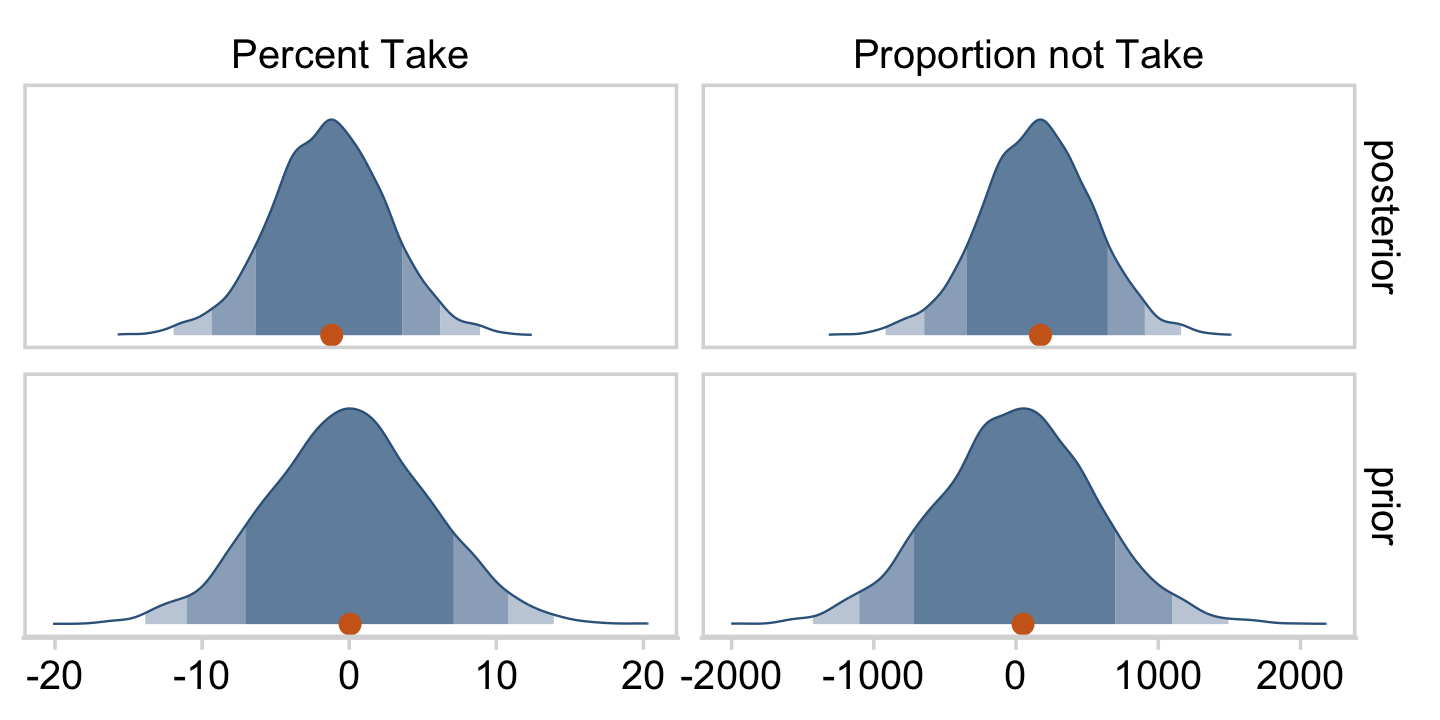 Percent Take
Proportion not Take
posterior
prior
-20 -10 0 10 20
-2000 -1000 0 1000 2000